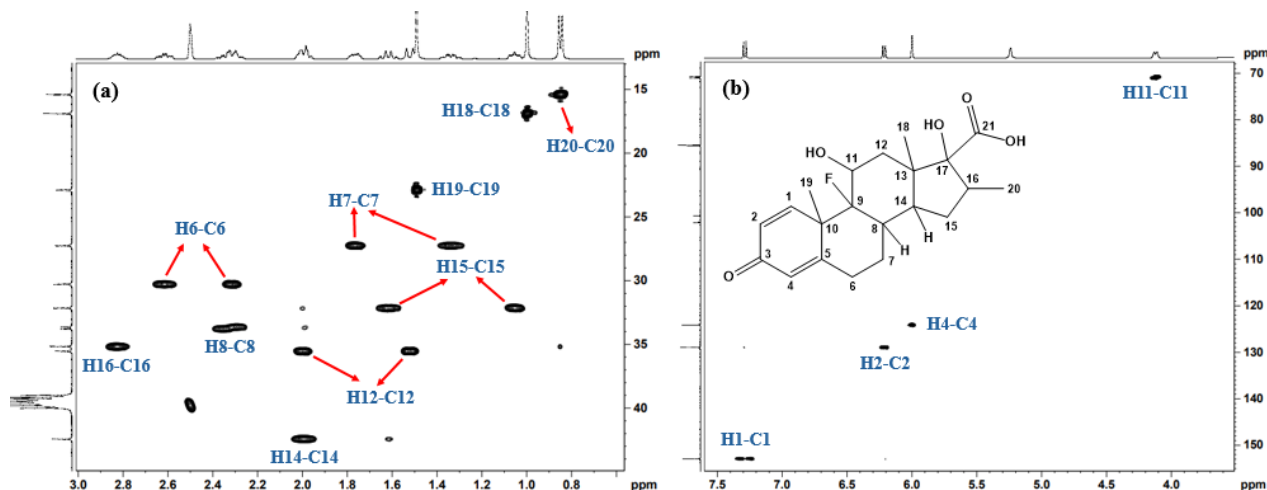 ppm
(a)
15
H18-C18
H20-C20
20
H19-C19
H7-C7
25
H6-C6
H15-C15
30
H8-C8
H16-C16
35
H12-C12
40
H14-C14
3.0 2.8 2.6 2.4 2.2 2.0 1.8 1.6 1.4 1.2 1.0 0.8 ppm
ppm
(b)
70
H11-C11
80
O
18 HO 21
12 OH
HO 11 17
13
90
19 F 16
20
1 9 14
100
2 10 8 15
H
3 5 H
7
110
O 4 6
120
H4-C4
H2-C2
130
140
H1-C1
150
7.5 7.0 6.5 6.0 5.5 5.0 4.5 4.0 ppm